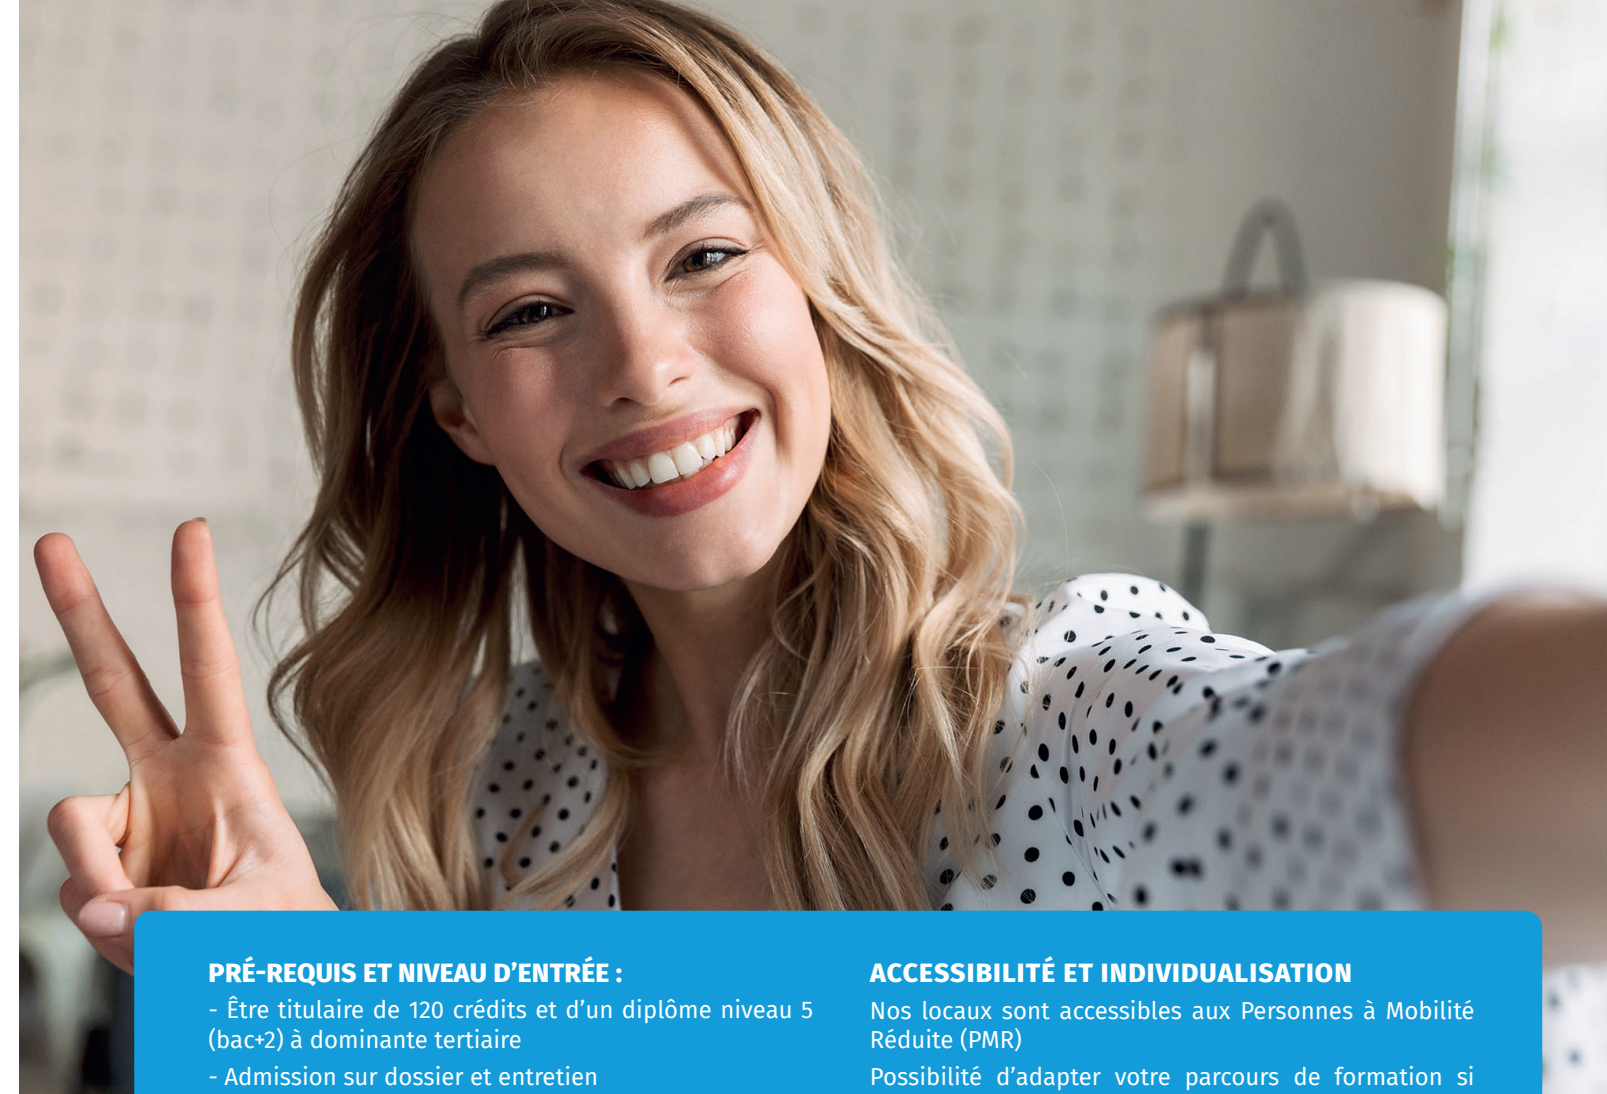 PRÉ-REQUIS ET NIVEAU D’ENTRÉE :
- Être titulaire de 120 crédits et d’un diplôme niveau 5
(bac+2) à dominante tertiaire
- Admission sur dossier et entretien
ACCESSIBILITÉ ET INDIVIDUALISATION
Nos locaux sont accessibles aux Personnes à Mobilité
Réduite (PMR)
Possibilité d’adapter votre parcours de formation si